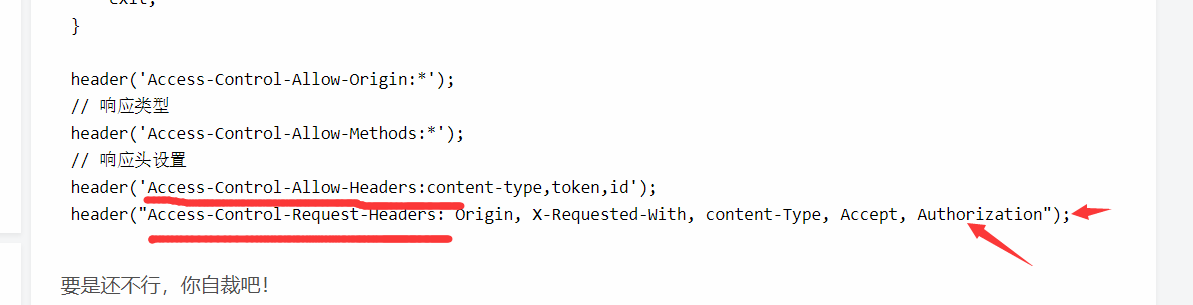 exit;
}
header('Access-Control-Allow-Origin:*');
// 响应类型
header('Access-Control-Allow-Methods:*');
// 响应头设置
header('Access-Control-Allow-Headers:content-type,token,id');
header("Access-Control-Request-Headers: Origin, X-Requested-With, content-Type, Accept, Authorization");
要是还不行，你自裁吧！